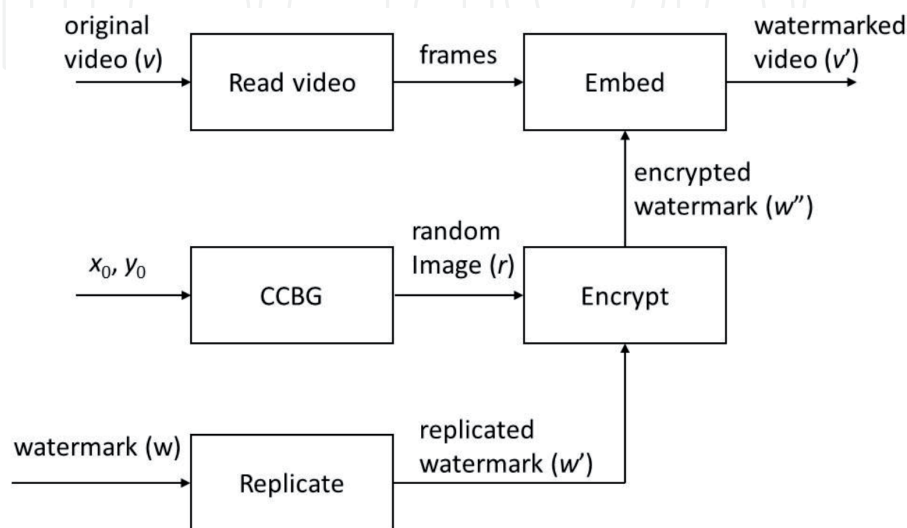 original
video (v)
Read video
frames
Embed
watermarked
video (v’)
encrypted
watermark (w”)
x₀, y₀
CCBG
random
Image (r)
Encrypt
watermark (w)
Replicate
replicated
watermark (w’)